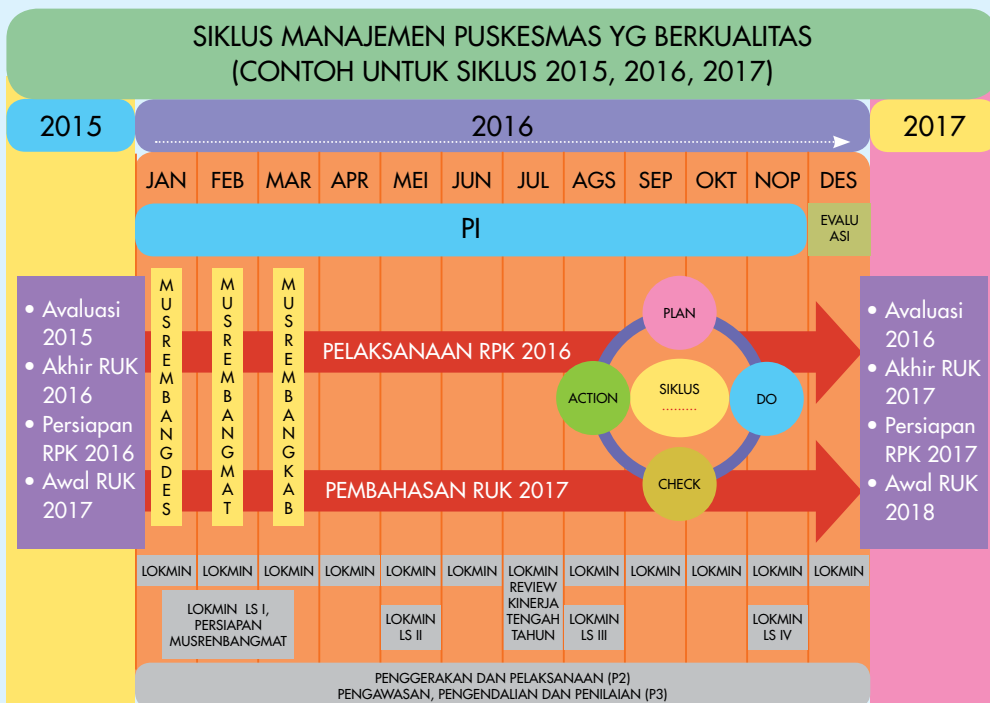 SIKLUS MANAJEMEN PUSKESMAS YG BERKUALITAS
(CONTOH UNTUK SIKLUS 2015, 2016, 2017)
2015
2016
2017
JAN FEB MAR APR MEI JUN JUL AGS SEP OKT NOP DES
PI
EVALU
ASI
• Avaluasi
2015
• Akhir RUK
2016
• Persiapan
RPK 2016
• Awal RUK
2017
MUSREMBANGDES
MUSREMBANGMAT
MUSREMBANGKAB
PELAKSANAAN RPK 2016
PEMBAHASAN RUK 2017
PLAN
ACTION
SIKLUS
.........
DO
CHECK
• Avaluasi
2016
• Akhir RUK
2017
• Persiapan
RPK 2017
• Awal RUK
2018
LOKMIN LOKMIN LOKMIN LOKMIN LOKMIN LOKMIN LOKMIN LOKMIN LOKMIN LOKMIN LOKMIN LOKMIN
REVIEW
KINERJA
TENGAH
TAHUN
LOKMIN LS I,
PERSIAPAN
MUSRENBANGMAT
LOKMIN
LS II
LOKMIN
LS III
LOKMIN
LS IV
PENGGERAKAN DAN PELAKSANAAN (P2)
PENGAWASAN, PENGENDALIAN DAN PENILAIAN (P3)